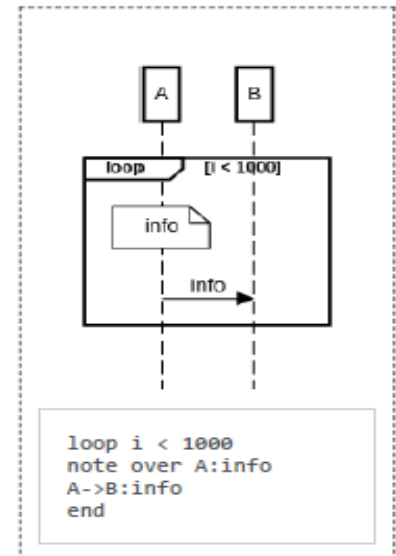 A B
loop [i < 1000]
info
info
loop i < 1000
note over A:info
A->B:info
end